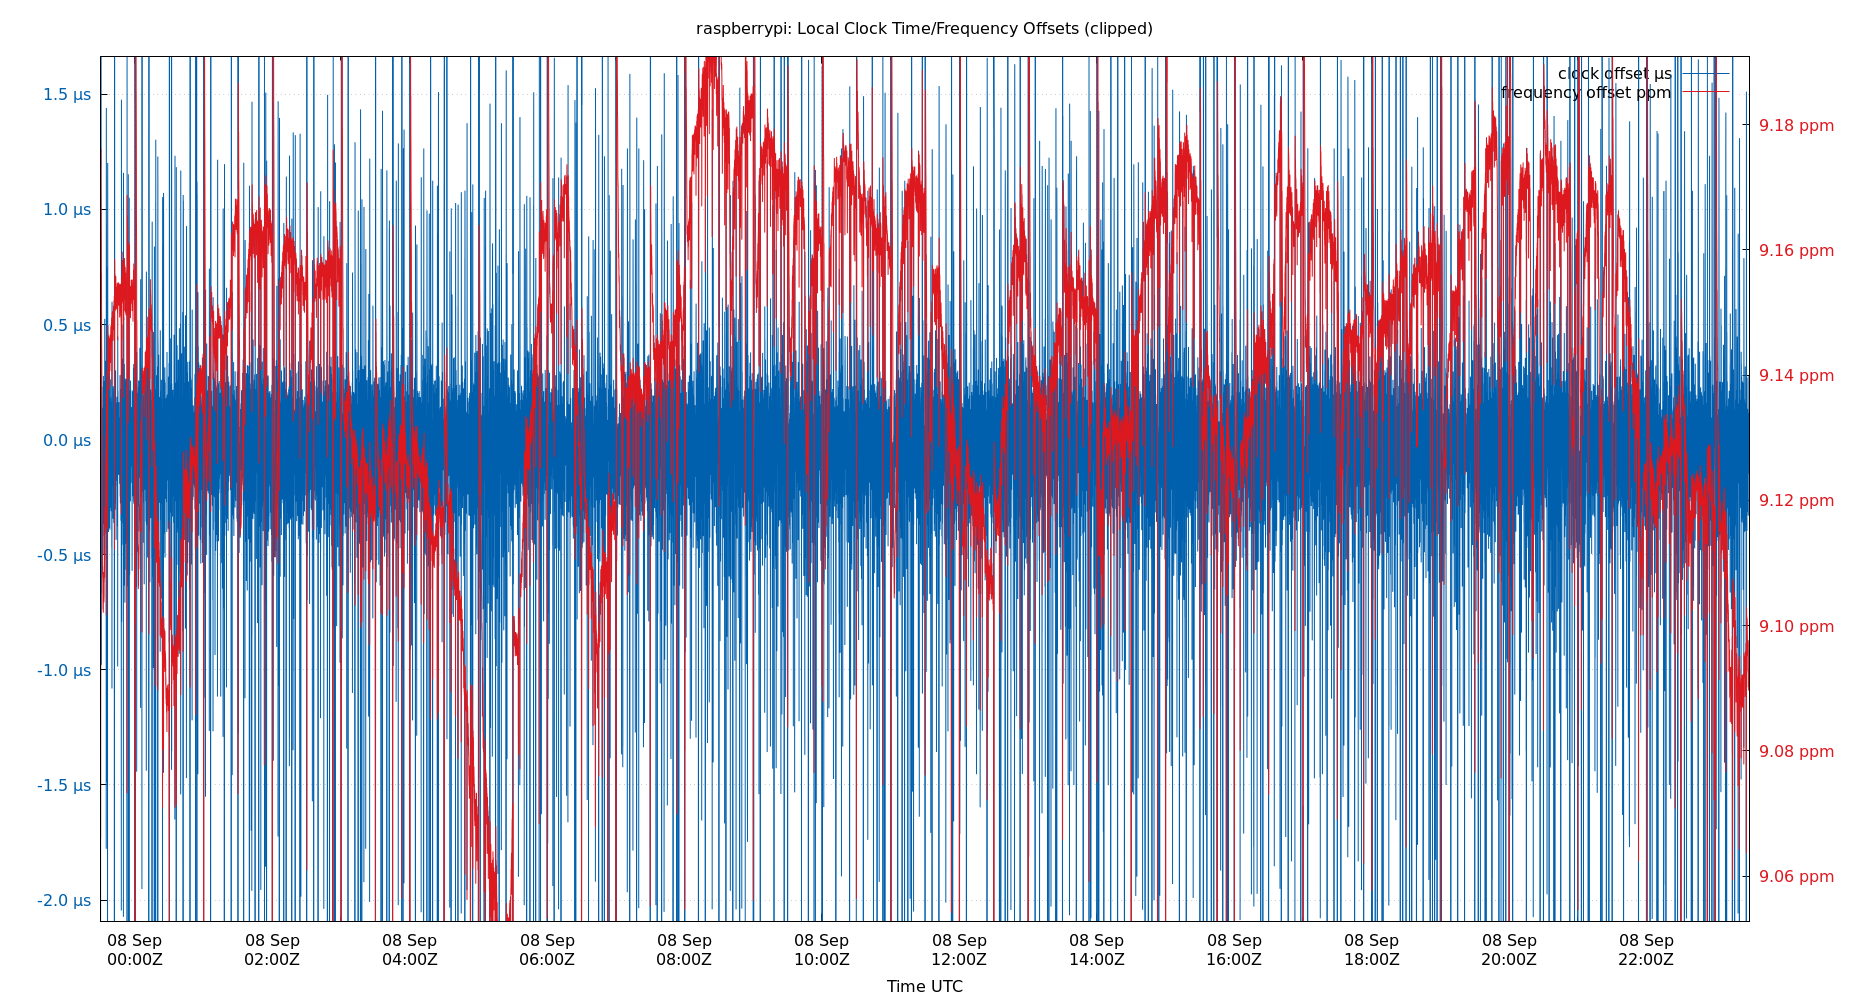 raspberrypi: Local Clock Time/Frequency Offsets (clipped)
clock offset µs
frequency offset ppm
1.5 µs
1.0 µs
0.5 µs
0.0 µs
-0.5 µs
-1.0 µs
-1.5 µs
-2.0 µs
9.18 ppm
9.16 ppm
9.14 ppm
9.12 ppm
9.10 ppm
9.08 ppm
9.06 ppm
08 Sep 08 Sep 08 Sep 08 Sep 08 Sep 08 Sep 08 Sep 08 Sep 08 Sep 08 Sep 08 Sep 08 Sep
00:00Z 02:00Z 04:00Z 06:00Z 08:00Z 10:00Z 12:00Z 14:00Z 16:00Z 18:00Z 20:00Z 22:00Z
Time UTC